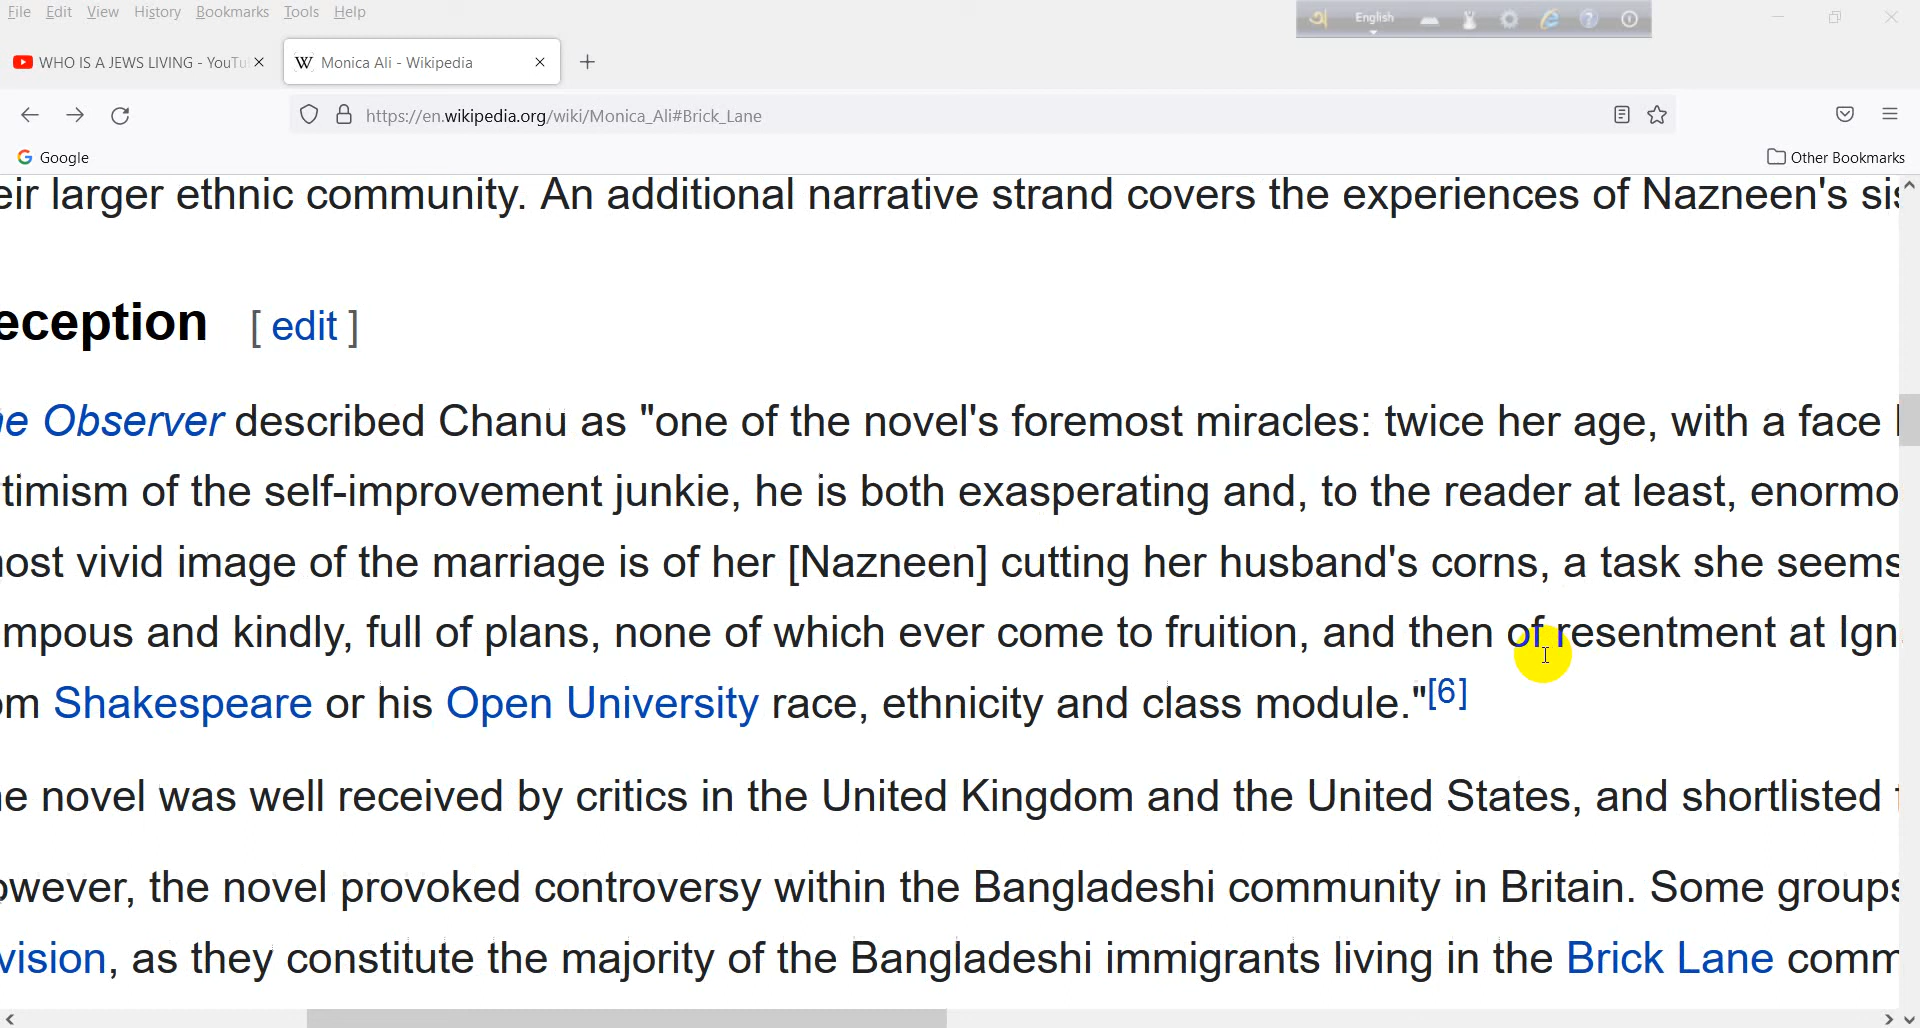 File Edit View History Bookmarks Tools Help
English
WHO IS A JEWS LIVING - YouTu
Monica Ali - Wikipedia
https://en.wikipedia.org/wiki/Monica_Ali#Brick_Lane
Google
Other Bookmarks
eir larger ethnic community. An additional narrative strand covers the experiences of Nazneen's sis
eception [ edit ]
he Observer described Chanu as "one of the novel's foremost miracles: twice her age, with a face
timism of the self-improvement junkie, he is both exasperating and, to the reader at least, enormo
most vivid image of the marriage is of her [Nazneen] cutting her husband's corns, a task she seems
mpous and kindly, full of plans, none of which ever come to fruition, and then of resentment at Ign
om Shakespeare or his Open University race, ethnicity and class module."[6]
e novel was well received by critics in the United Kingdom and the United States, and shortlisted
owever, the novel provoked controversy within the Bangladeshi community in Britain. Some groups
vision, as they constitute the majority of the Bangladeshi immigrants living in the Brick Lane comm